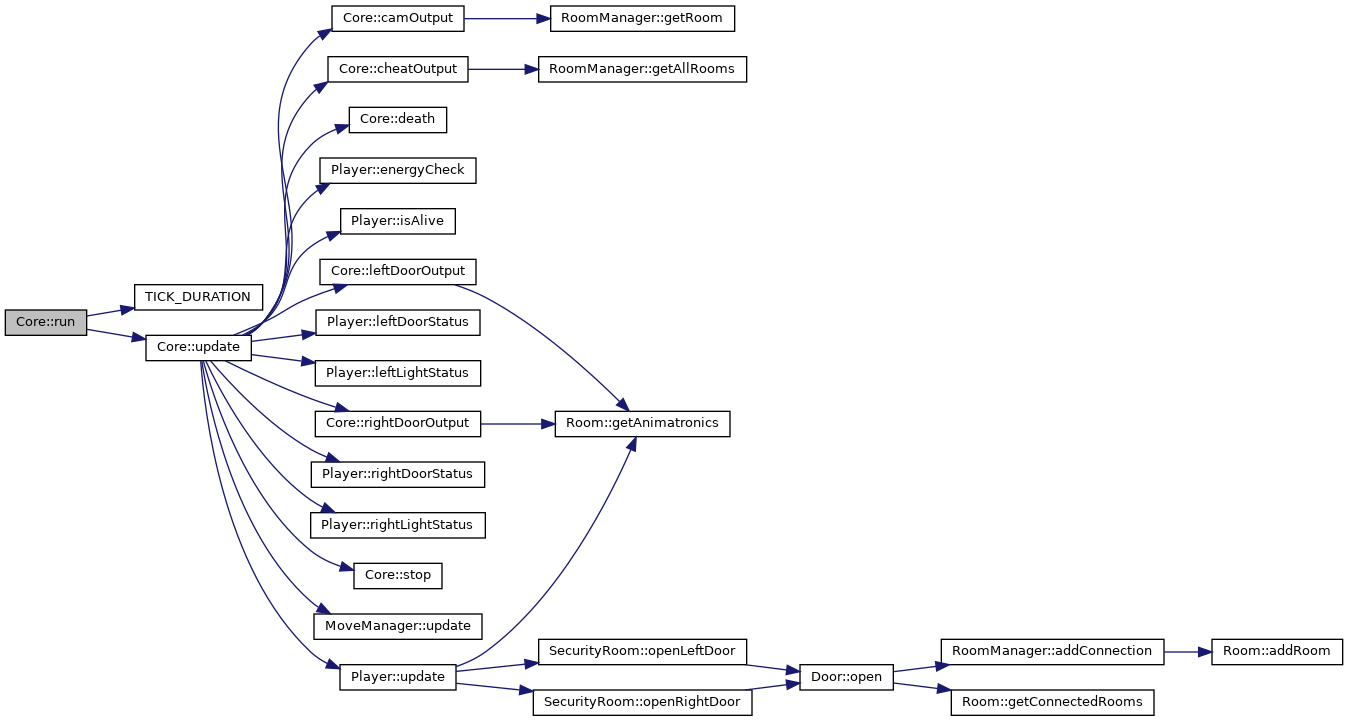 Core::camOutput
RoomManager::getRoom
Core::cheatOutput
RoomManager::getAllRooms
Core::death
Player::energyCheck
Player::isAlive
Core::leftDoorOutput
TICK_DURATION
Core::run
Player::leftDoorStatus
Core::update
Player::leftLightStatus
Core::rightDoorOutput
Room::getAnimatronics
Player::rightDoorStatus
Player::rightLightStatus
Core::stop
MoveManager::update
SecurityRoom::openLeftDoor
RoomManager::addConnection
Room::addRoom
Player::update
Door::open
SecurityRoom::openRightDoor
Room::getConnectedRooms